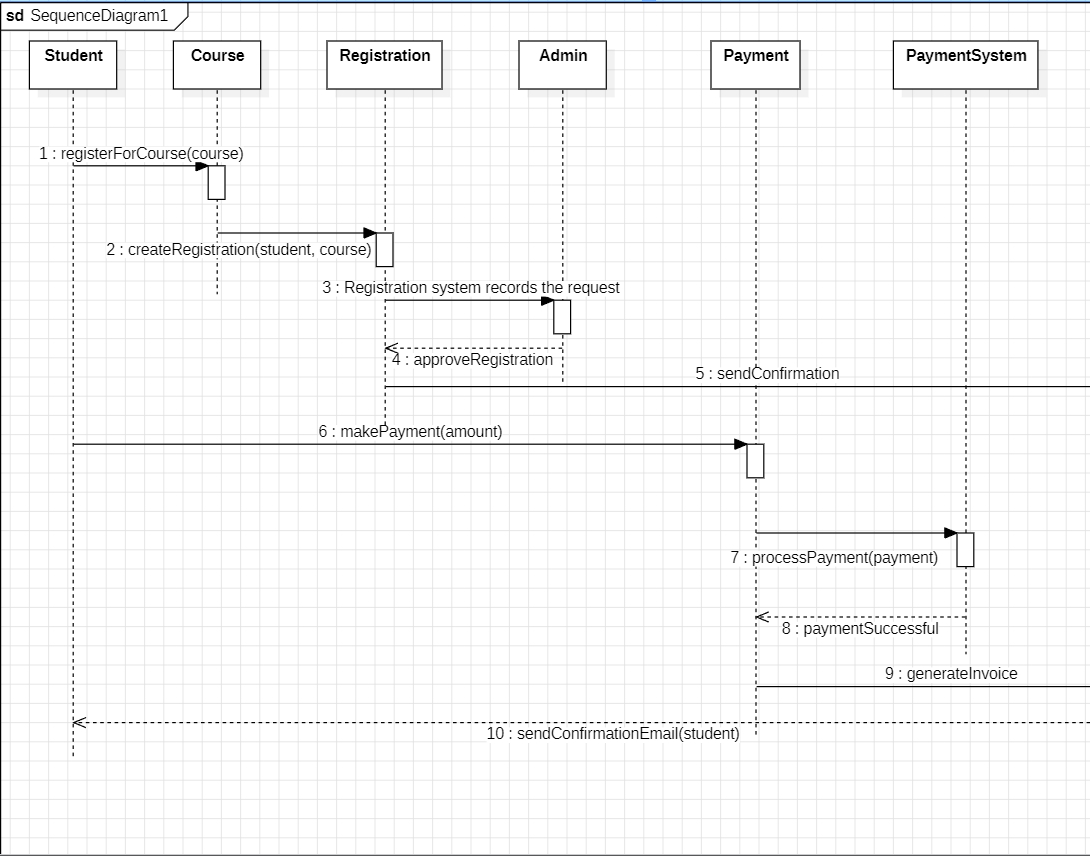 sd SequenceDiagram1
Student
Course
Registration
Admin
Payment
PaymentSystem
1 : registerForCourse(course)
2 : createRegistration(student, course)
3 : Registration system records the request
4 : approveRegistration
5 : sendConfirmation
6 : makePayment(amount)
7 : processPayment(payment)
8 : paymentSuccessful
9 : generateInvoice
10 : sendConfirmationEmail(student)